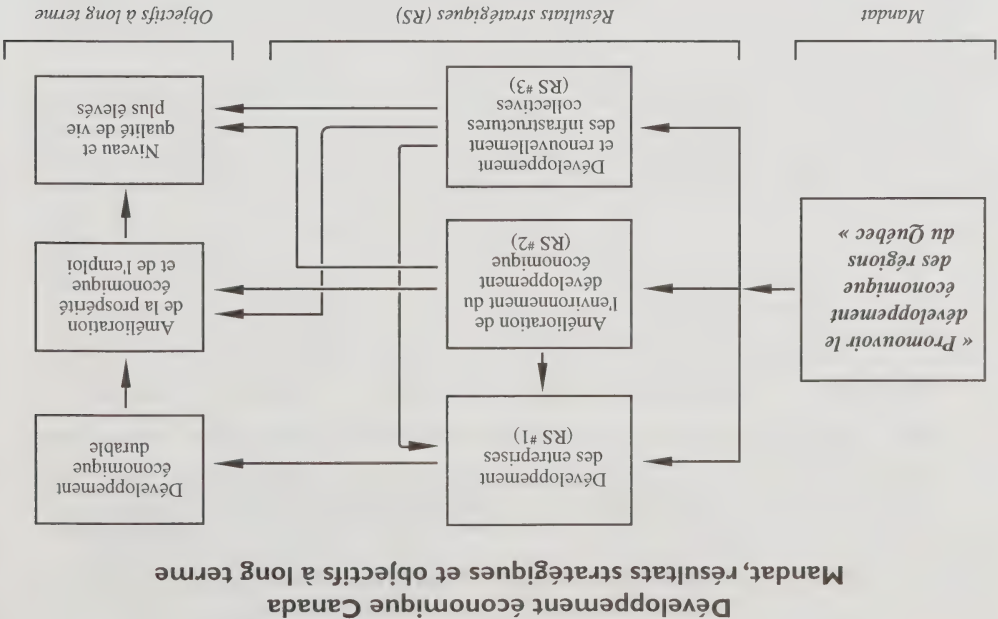 Développement économique Canada
Mandat, résultats stratégiques et objectifs à long terme
« Promouvoir le
développement
économique
des régions
du Québec »
Développement
des entreprises
(RS #1)
Amélioration de
l'environnement du
développement
économique
(RS #2)
Développement
et renouvellement
des infrastructures
collectives
(RS #3)
Développement
économique
durable
Amélioration
de la prospérité
économique
et de l'emploi
Niveau et
qualité de vie
plus élevés
Mandat
Résultats stratégiques (RS)
Objectifs à long terme